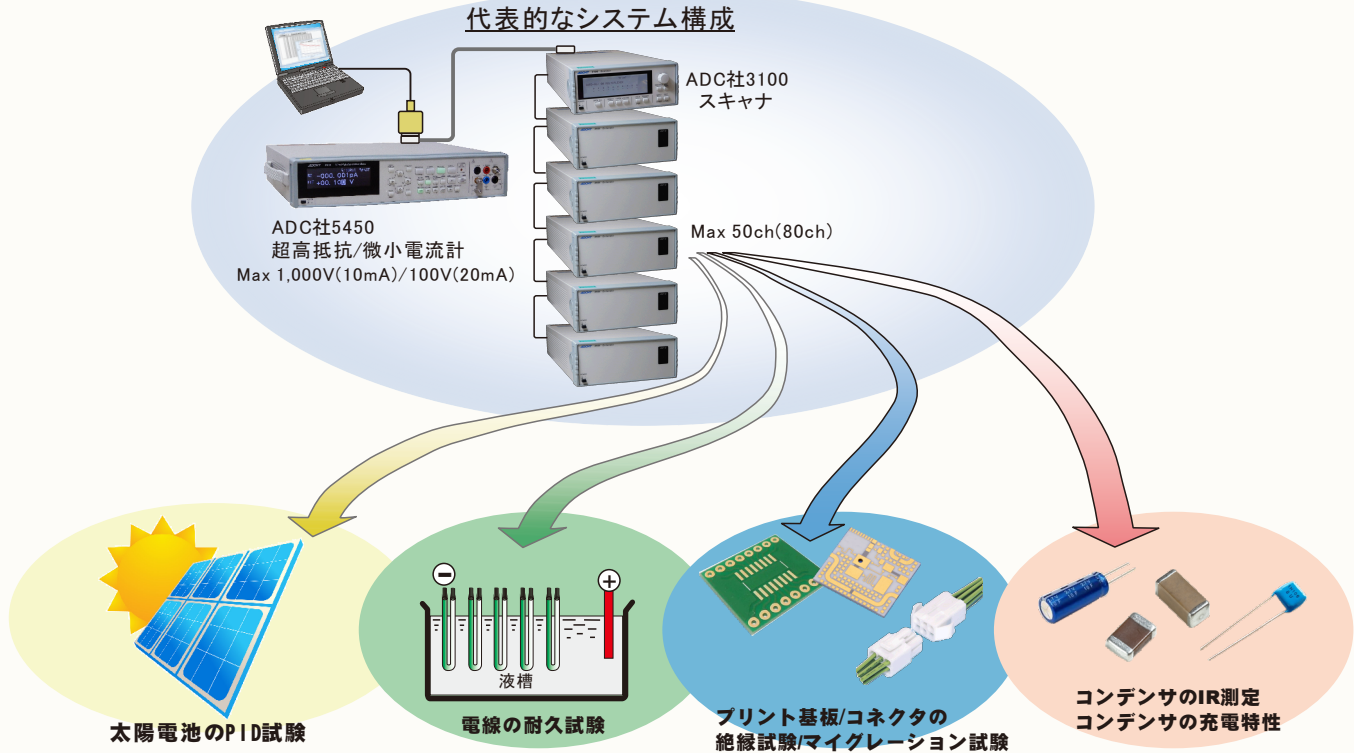 代表的なシステム構成
ADC社3100
スキャナ
-000.001pA
ADC社5450
超高抵抗/微小電流計
Max 1,000V(10mA)/100V(20mA)
Max 50ch(80ch)
−
+
液槽
太陽電池のPID試験
電線の耐久試験
プリント基板/コネクタの
絶縁試験/マイグレーション試験
コンデンサのIR測定
コンデンサの充電特性